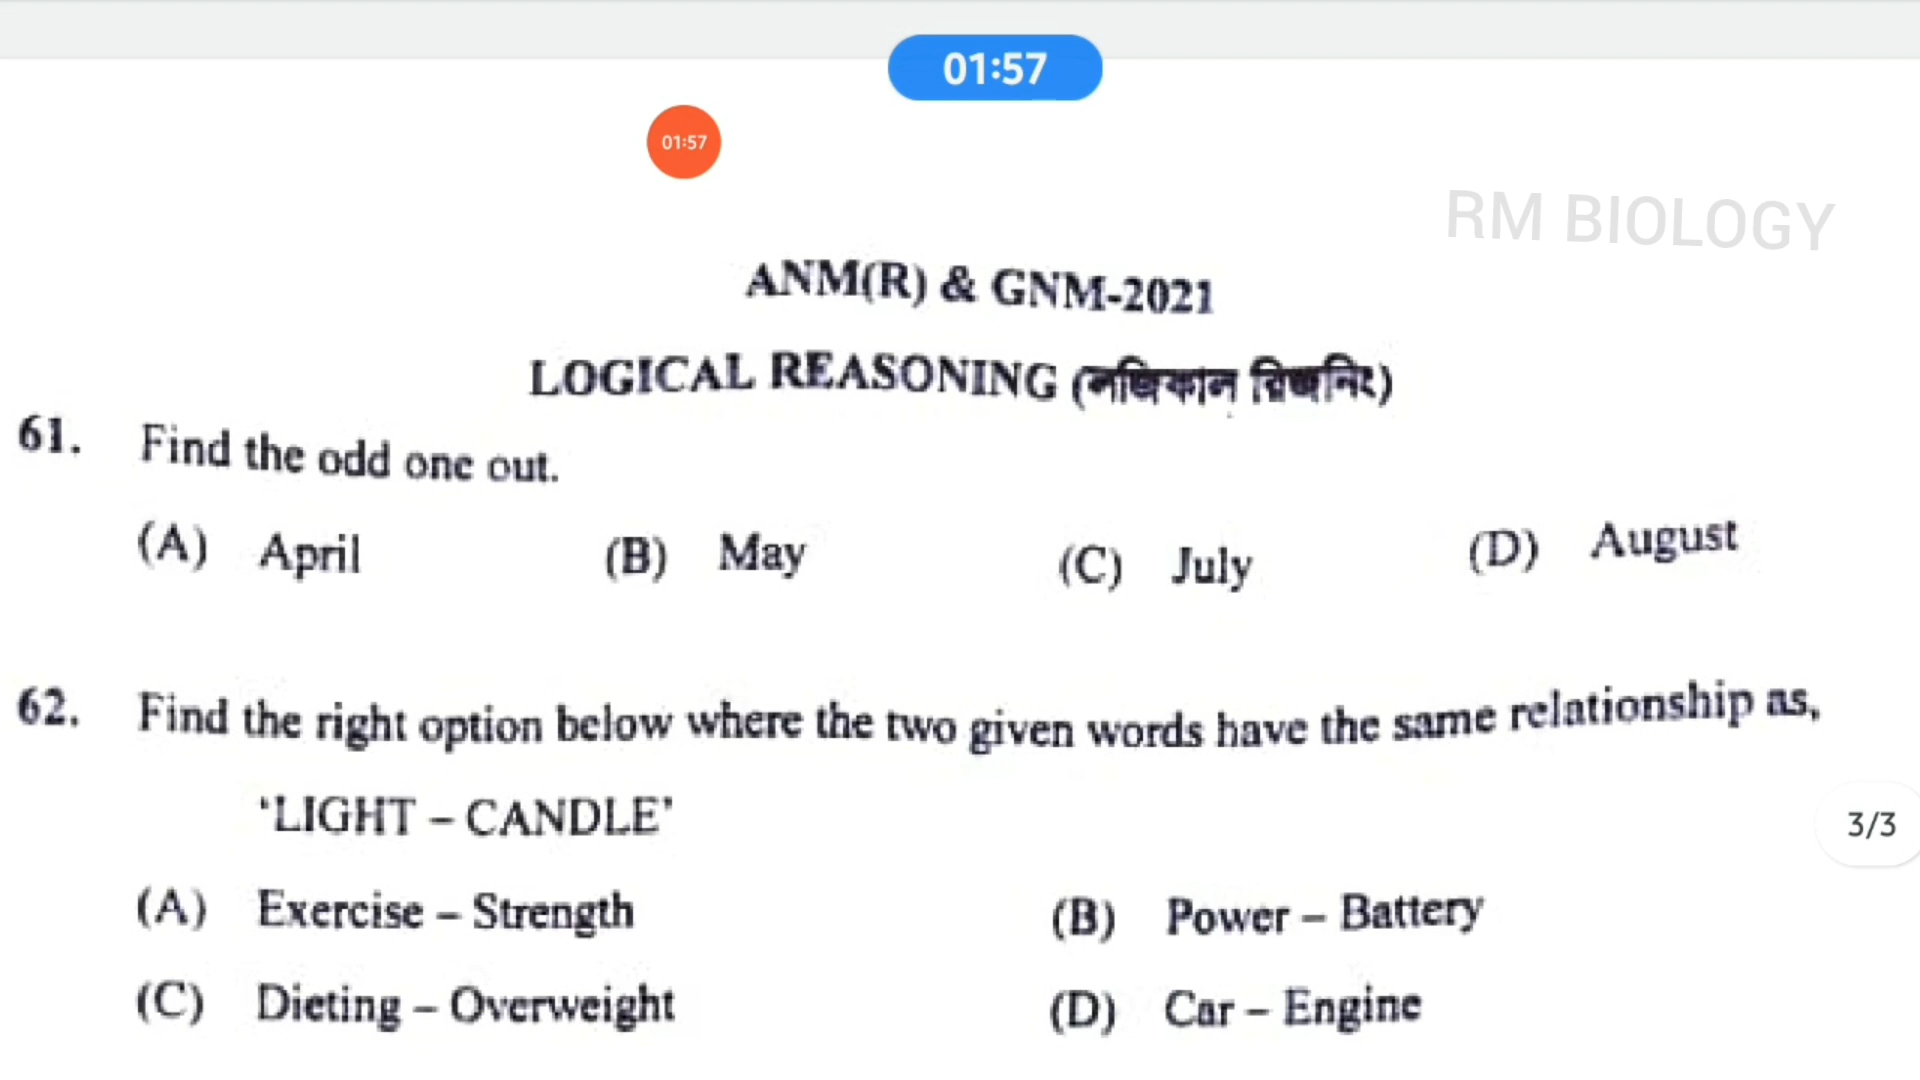 01:57
01:57
RM BIOLOGY
ANM(R) & GNM-2021
LOGICAL REASONING (লজিকাল রিজনিং)
61. Find the odd one out.
(A) April (B) May (C) July (D) August
62. Find the right option below where the two given words have the same relationship as,
‘LIGHT – CANDLE’
3/3
(A) Exercise – Strength (B) Power – Battery
(C) Dieting – Overweight (D) Car – Engine